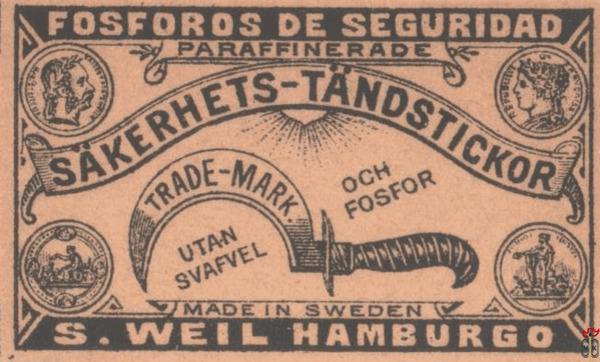 FOSFOROS DE SEGURIDAD
PARAFFINERADE
SÄKERHETS-TÄNDSTICKOR
TRADE-MARK.
OCH
FOSFOR
UTAN
SVAFVEL
MADE IN SWEDEN
S. WEIL HAMBURGO